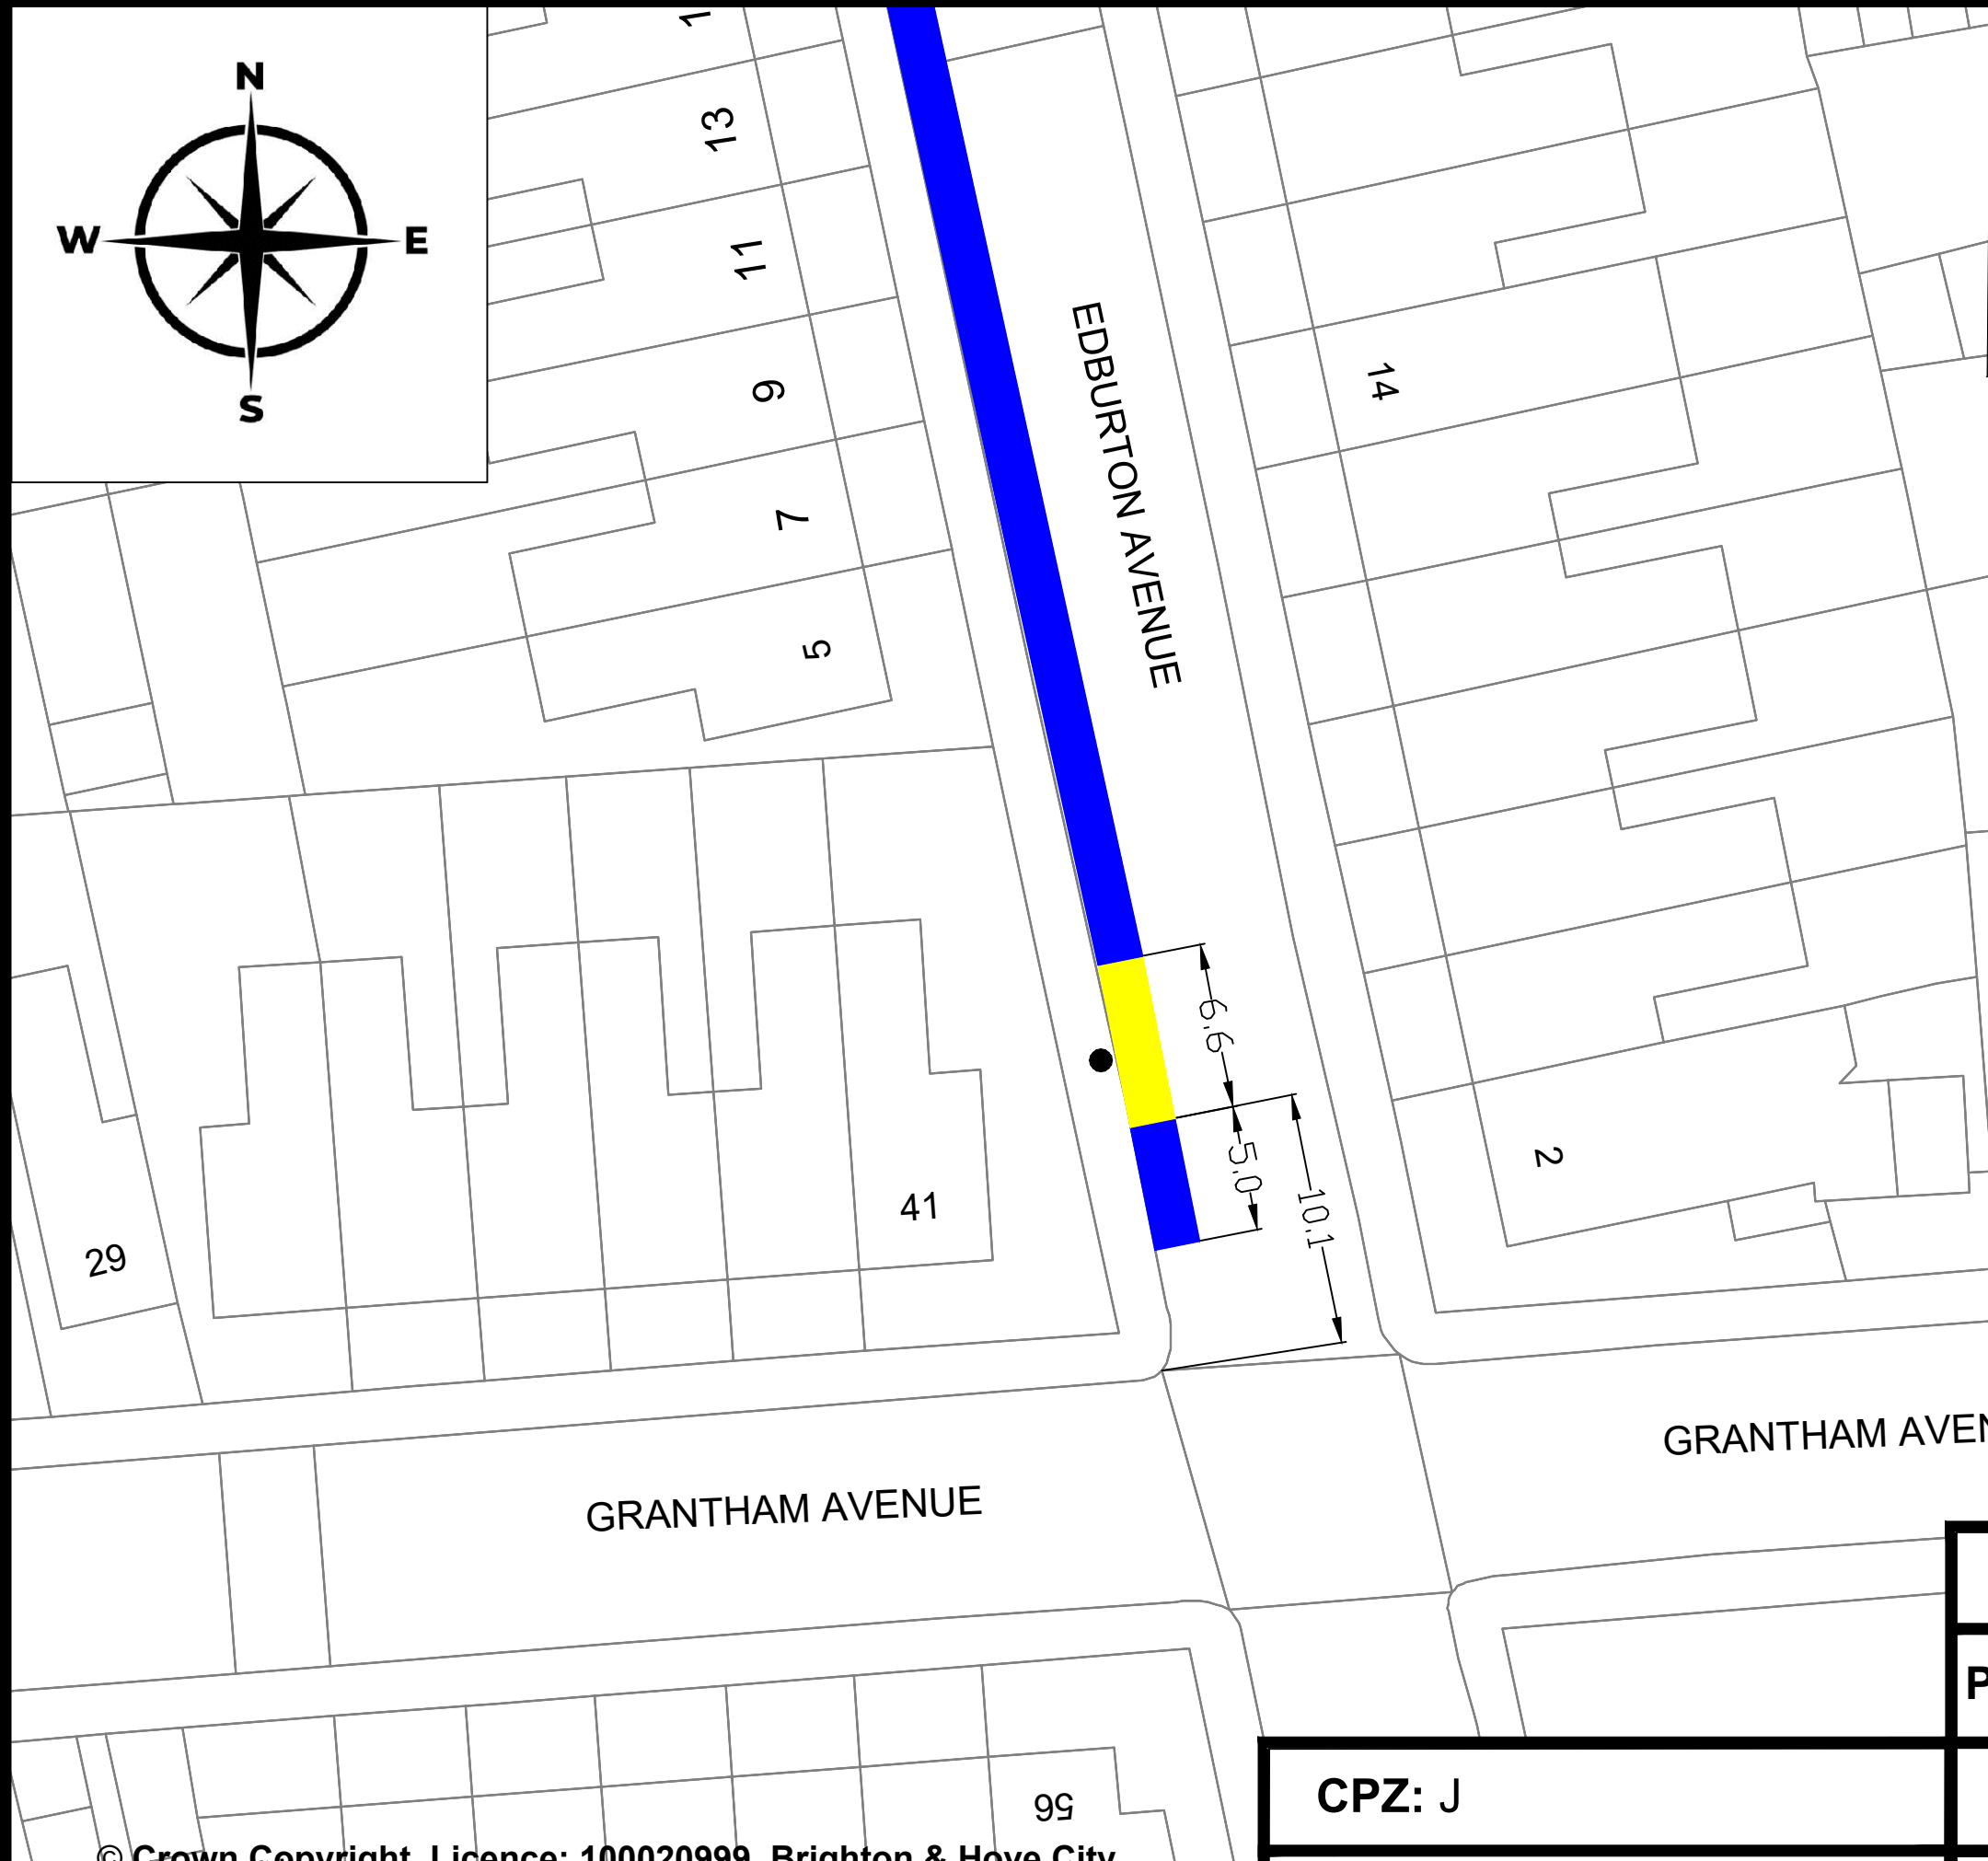 N
W
E
S
1
13
11
9
7
5
EDBURTON AVENUE
14
6.6
5.0
10.1
2
41
29
GRANTHAM AVEN
GRANTHAM AVENUE
P
56
CPZ: J
© Crown Copyright. Licence: 100020999. Brighton & Hove City